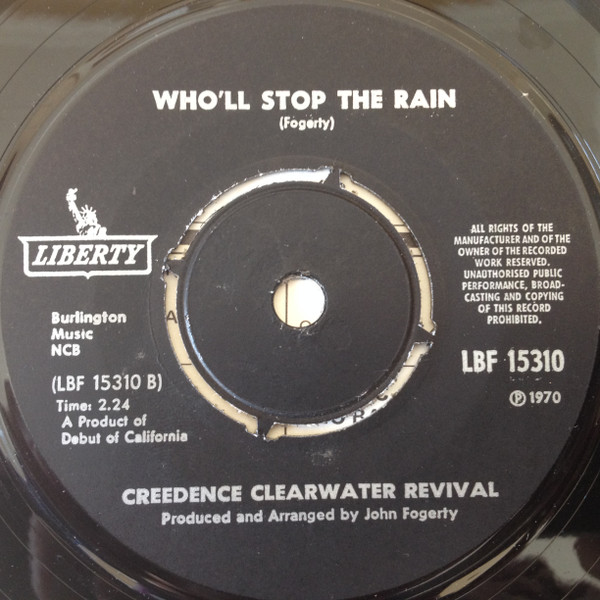 WHO'LL STOP THE RAIN
(Fogerty)
LIBERTY
ALL RIGHTS OF THE
MANUFACTURER AND OF THE
OWNER OF THE RECORDED
WORK RESERVED.
UNAUTHORISED PUBLIC
PERFORMANCE, BROAD-
CASTING AND COPYING
OF THIS RECORD
PROHIBITED.
Burlington
Music
NCB
(LBF 15310 B)
Time: 2.24
A Product of
Debut of California
LBF 15310
℗ 1970
CREEDENCE CLEARWATER REVIVAL
Produced and Arranged by John Fogerty